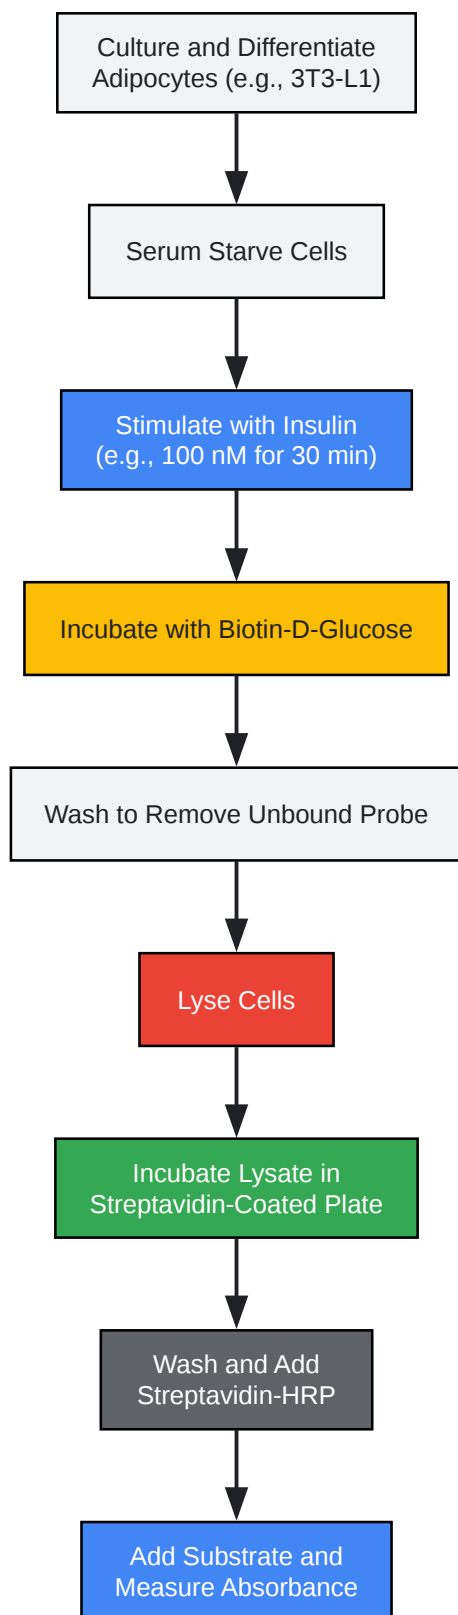 Culture and Differentiate
Adipocytes (e.g., 3T3-L1)
Serum Starve Cells
Stimulate with Insulin
(e.g., 100 nM for 30 min)
Incubate with Biotin-D-Glucose
Wash to Remove Unbound Probe
Lyse Cells
Incubate Lysate in
Streptavidin-Coated Plate
Wash and Add
Streptavidin-HRP
Add Substrate and
Measure Absorbance